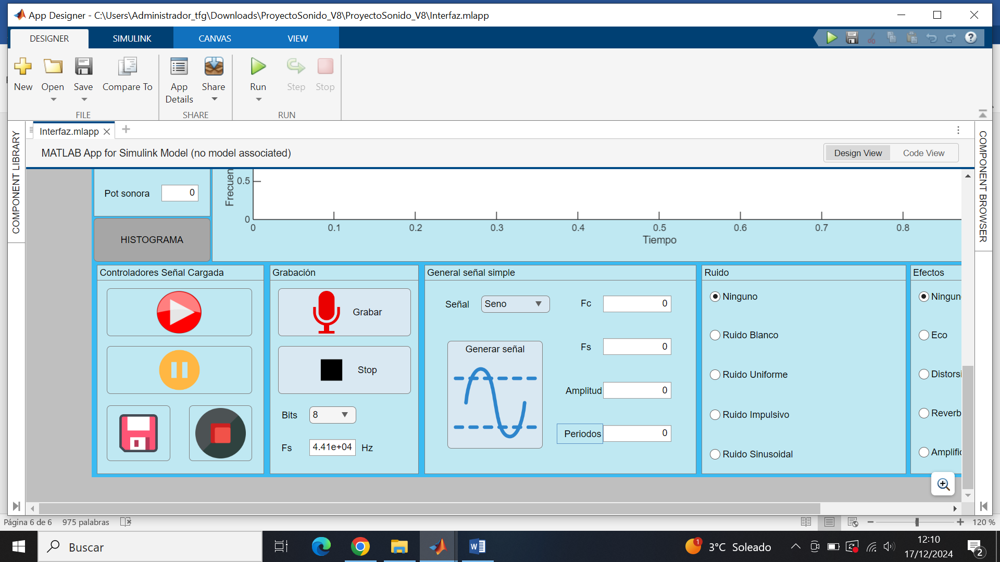 App Designer - C:\Users\Administrador_tfg\Downloads\ProyectoSonido_V8\ProyectoSonido_V8\Interfaz.mlapp
DESIGNER SIMULINK CANVAS VIEW
New Open Save Compare To App Details Share Run Step Stop
FILE SHARE RUN
Interfaz.mlapp
MATLAB App for Simulink Model (no model associated)
Design View Code View
COMPONENT LIBRARY
COMPONENT BROWSER
Pot sonora 0
HISTOGRAMA
Frecuen
0.5
0
0 0.1 0.2 0.3 0.4 0.5 0.6 0.7 0.8
Tiempo
Controladores Señal Cargada
Grabación
Grabar
Stop
Bits 8
Fs 4.41e+04 Hz
General señal simple
Señal Seno
Generar señal
Fc 0
Fs 0
Amplitud 0
Periodos 0
Ruido
Ninguno
Ruido Blanco
Ruido Uniforme
Ruido Impulsivo
Ruido Sinusoidal
Efectos
Ningun
Eco
Distorsi
Reverb
Amplific
Página 6 de 6 975 palabras
120 %
Buscar
1
3°C Soleado
12:10
17/12/2024
2